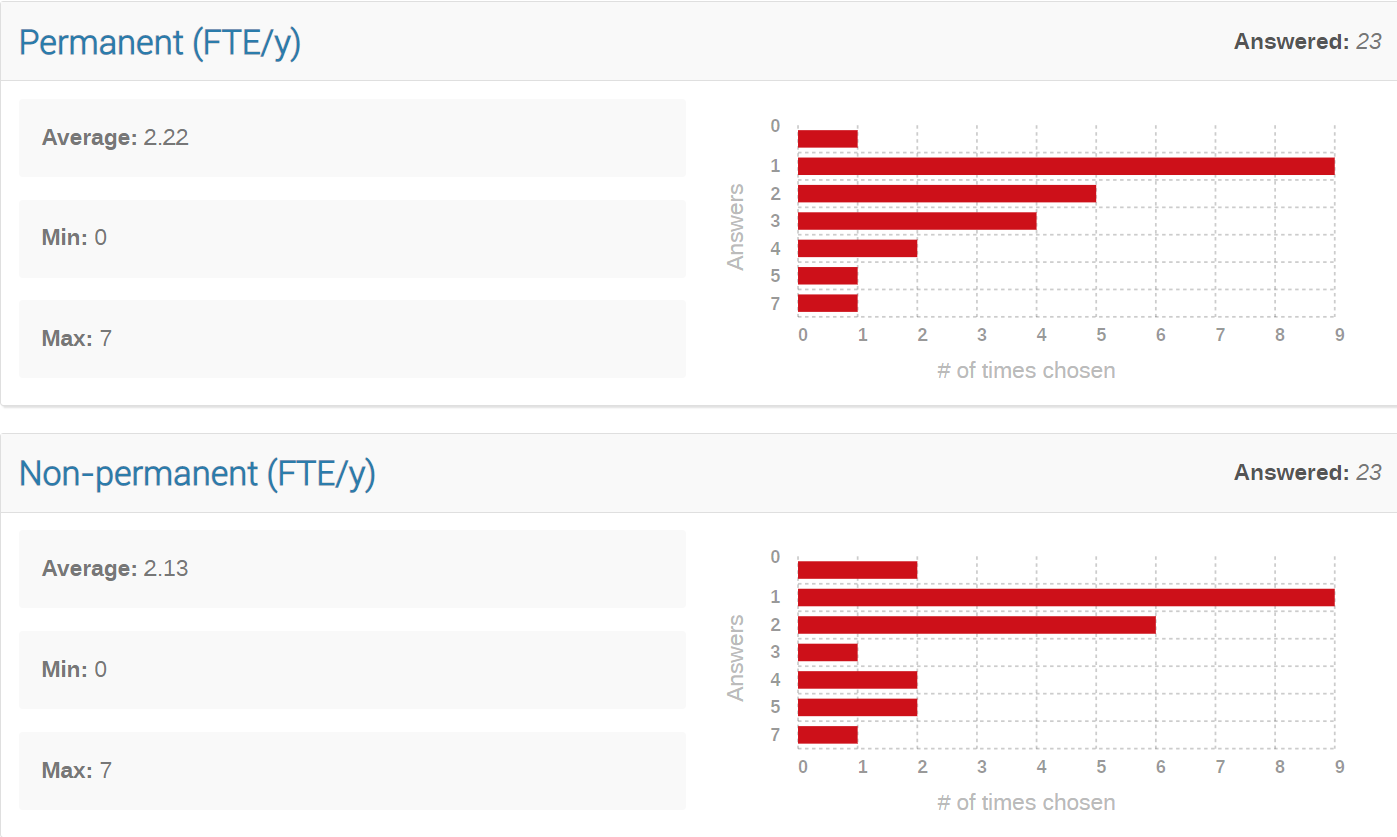 Permanent (FTE/y)
Answered: 23
Average: 2.22
Min: 0
Max: 7
Answers
0
1
2
3
4
5
7
0 1 2 3 4 5 6 7 8 9
# of times chosen
Non-permanent (FTE/y)
Answered: 23
Average: 2.13
Min: 0
Max: 7
Answers
0
1
2
3
4
5
7
0 1 2 3 4 5 6 7 8 9
# of times chosen